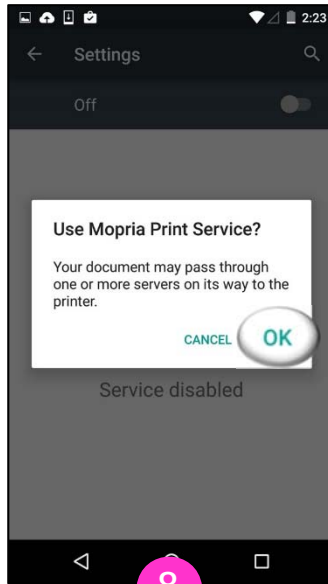 2:23
Settings
Off
Use Mopria Print Service?
Your document may pass through
one or more servers on its way to the
printer.
CANCEL OK
Service disabled
8